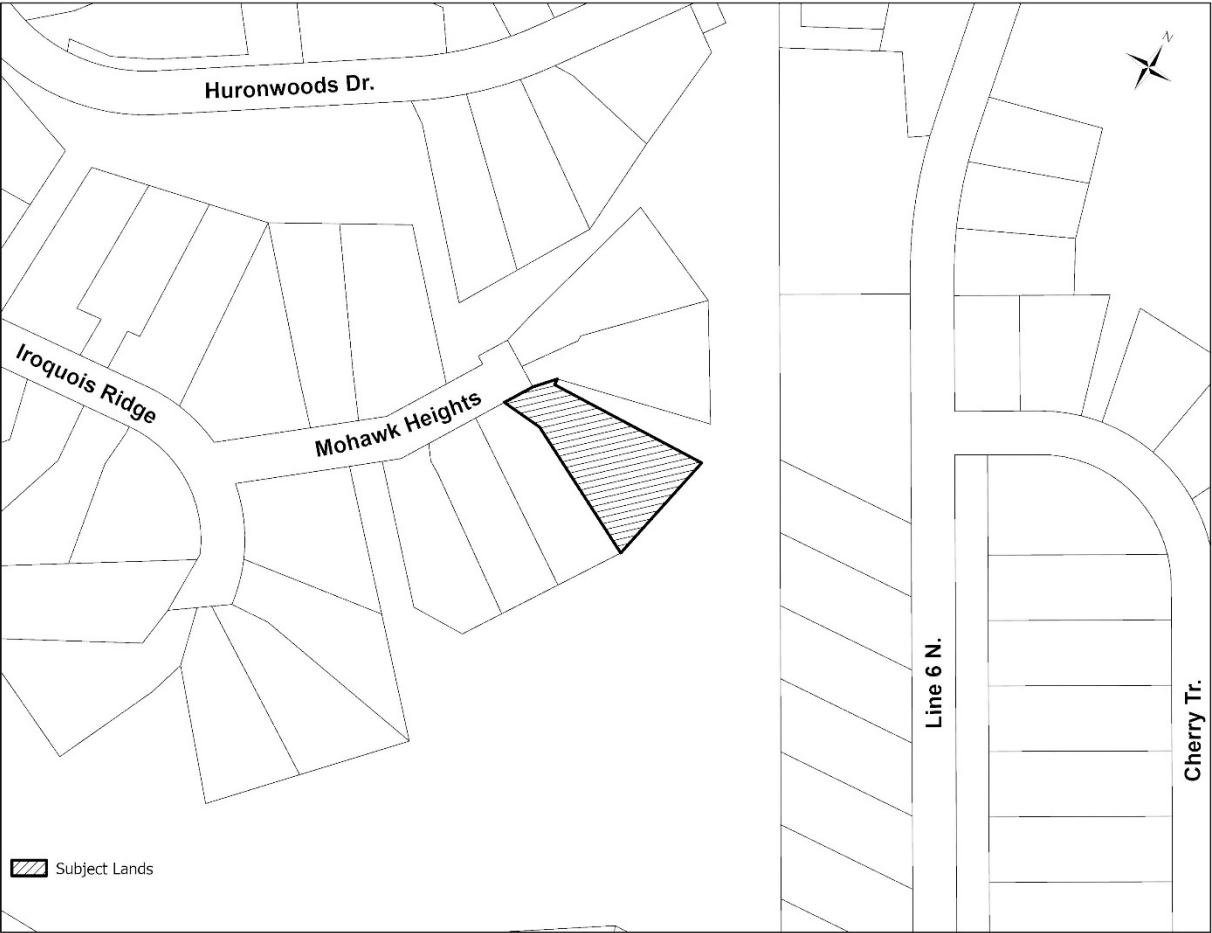 N
Huronwoods Dr.
Iroquois Ridge
Mohawk Heights
Line 6 N.
Cherry Tr.
Subject Lands